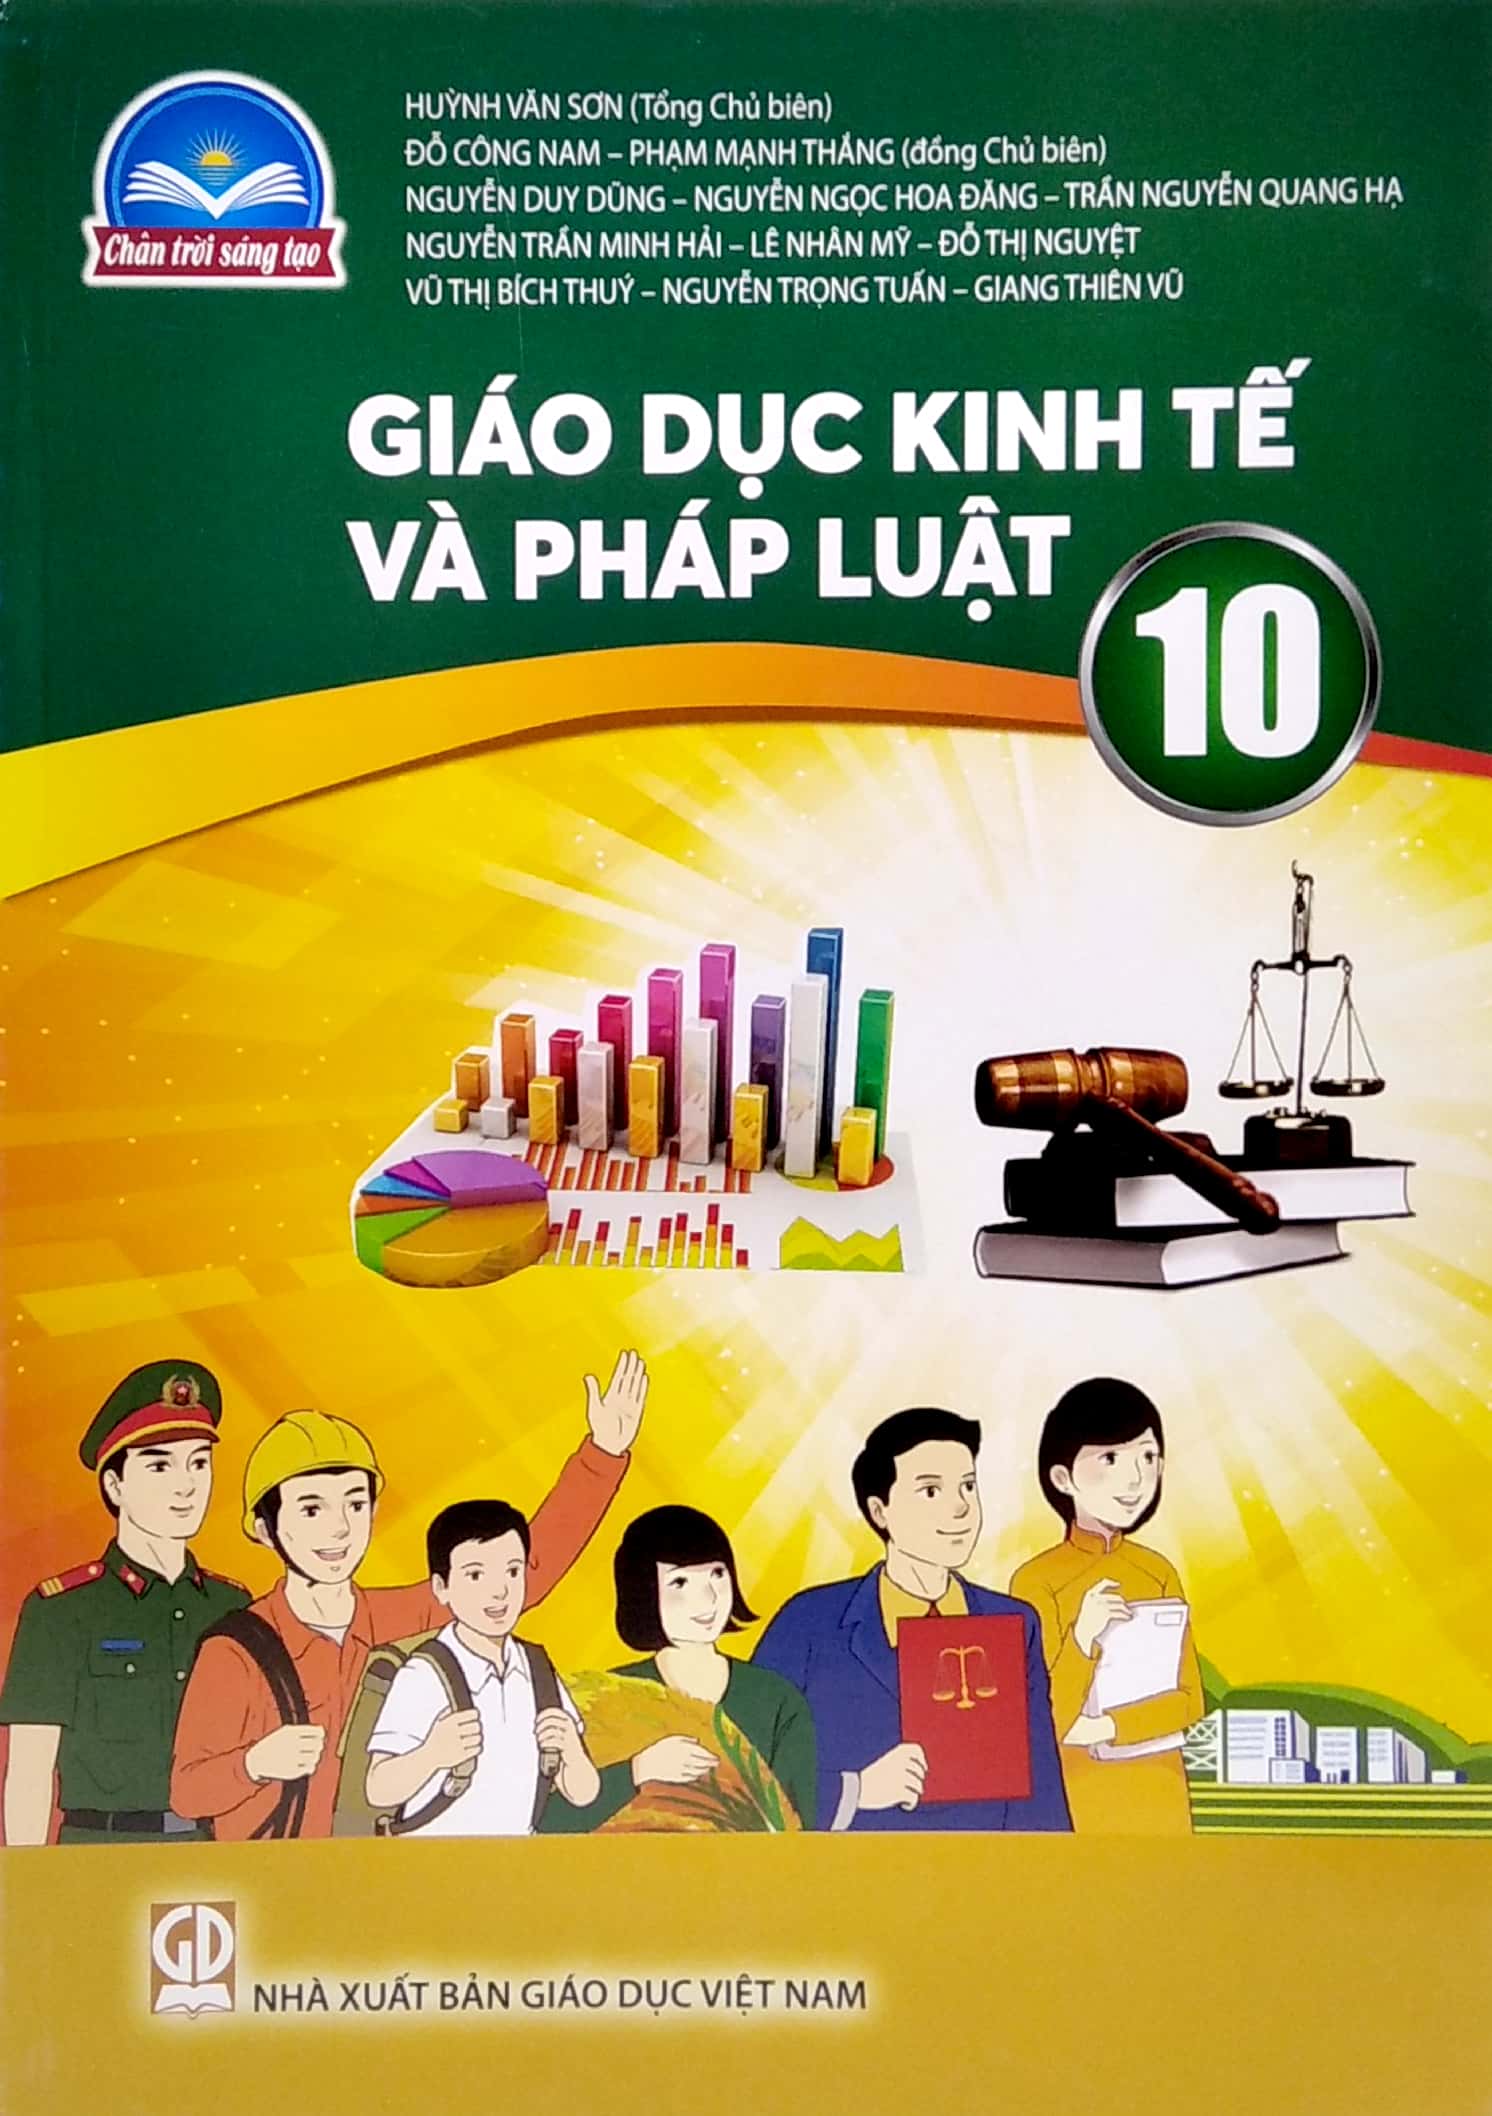 Chân trời sáng tạo
HUỲNH VĂN SƠN (Tổng Chủ biên)
ĐỖ CÔNG NAM – PHẠM MẠNH THẮNG (đồng Chủ biên)
NGUYỄN DUY DŨNG – NGUYỄN NGỌC HOA ĐĂNG – TRẦN NGUYỄN QUANG HẠ
NGUYỄN TRẦN MINH HẢI – LÊ NHÂN MỸ – ĐỖ THỊ NGUYỆT
VŨ THỊ BÍCH THUÝ – NGUYỄN TRỌNG TUẤN – GIANG THIÊN VŨ
GIÁO DỤC KINH TẾ
VÀ PHÁP LUẬT
10
GD
NHÀ XUẤT BẢN GIÁO DỤC VIỆT NAM